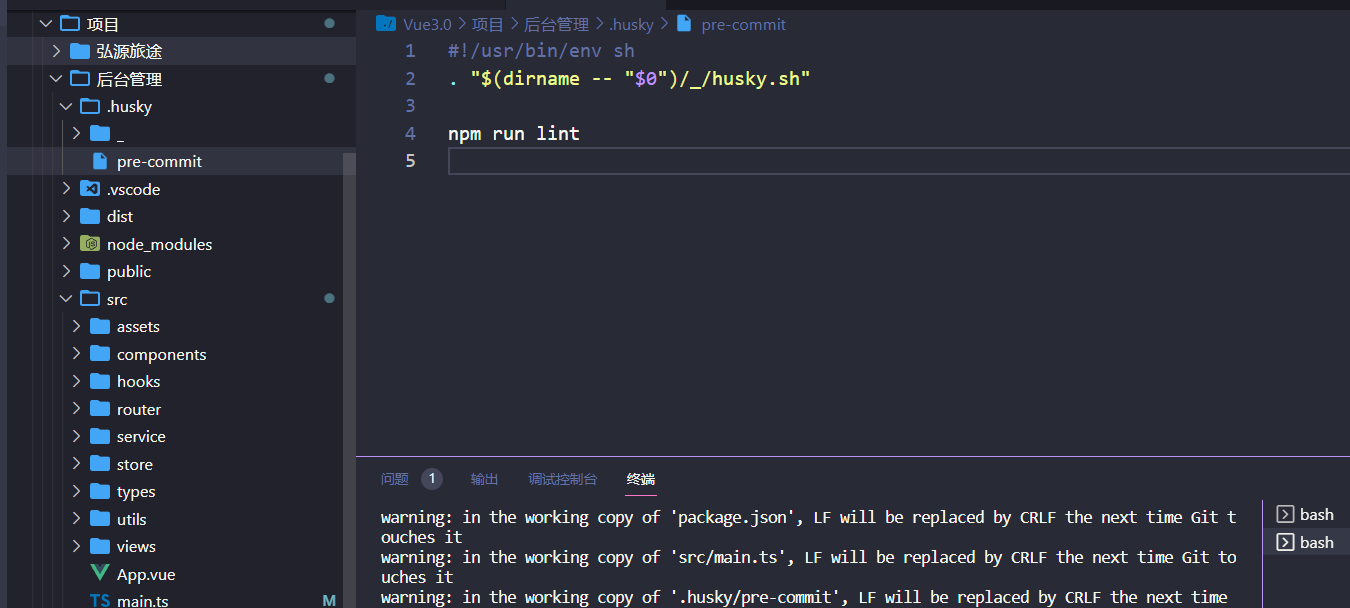 项目
弘源旅途
后台管理
.husky
_
pre-commit
.vscode
dist
node_modules
public
src
assets
components
hooks
router
service
store
types
utils
views
App.vue
TS main.ts M
Vue3.0 > 项目 > 后台管理 > .husky > pre-commit
1 #!/usr/bin/env sh
2 . "$(dirname -- "$0")/_/husky.sh"
3
4 npm run lint
5
问题 1 输出 调试控制台 终端
warning: in the working copy of 'package.json', LF will be replaced by CRLF the next time Git t
ouches it
warning: in the working copy of 'src/main.ts', LF will be replaced by CRLF the next time Git to
uches it
warning: in the working copy of '.husky/pre-commit', LF will be replaced by CRLF the next time
bash
bash